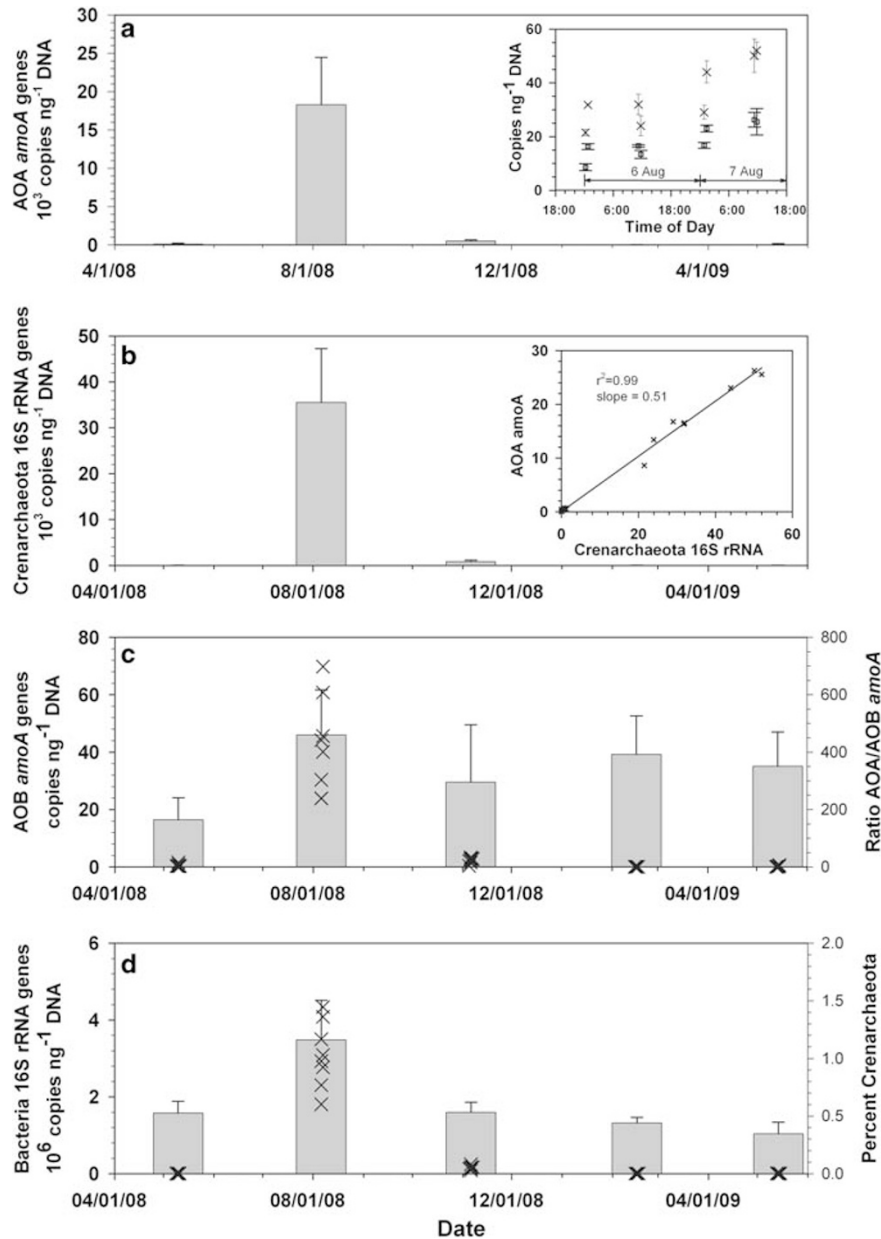 a
AOA amoA genes
10³ copies ng⁻¹ DNA
30
25
20
15
10
5
0
4/1/08 8/1/08 12/1/08 4/1/09
Copies ng⁻¹ DNA
60
40
20
0
6 Aug 7 Aug
18:00 6:00 18:00 6:00 18:00
Time of Day
b
Crenarchaeota 16S rRNA genes
10³ copies ng⁻¹ DNA
50
40
30
20
10
0
04/01/08 08/01/08 12/01/08 04/01/09
AOA amoA
30
20
10
0
r²=0.99
slope = 0.51
0 20 40 60
Crenarchaeota 16S rRNA
c
AOB amoA genes
copies ng⁻¹ DNA
80
60
40
20
0
800
600
400
200
0
Ratio AOA/AOB amoA
04/01/08 08/01/08 12/01/08 04/01/09
d
Bacteria 16S rRNA genes
10⁶ copies ng⁻¹ DNA
6
4
2
0
2.0
1.5
1.0
0.5
0.0
Percent Crenarchaeota
04/01/08 08/01/08 12/01/08 04/01/09
Date